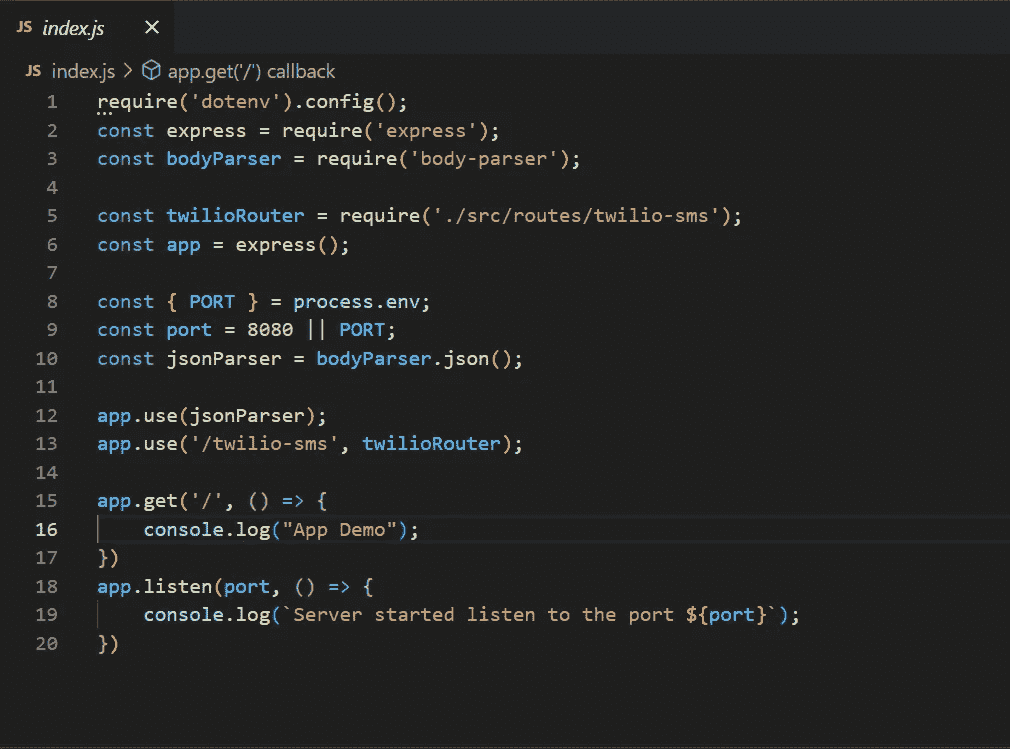 JS index.js ×
JS index.js > app.get('/') callback
1 require('dotenv').config();
2 const express = require('express');
3 const bodyParser = require('body-parser');
4
5 const twilioRouter = require('./src/routes/twilio-sms');
6 const app = express();
7
8 const { PORT } = process.env;
9 const port = 8080 || PORT;
10 const jsonParser = bodyParser.json();
11
12 app.use(jsonParser);
13 app.use('/twilio-sms', twilioRouter);
14
15 app.get('/', () => {
16     console.log("App Demo");
17 })
18 app.listen(port, () => {
19     console.log(`Server started listen to the port ${port}`);
20 })